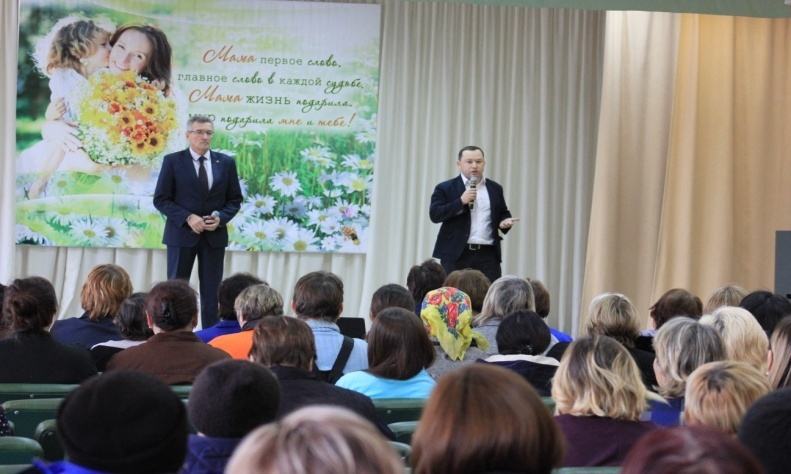 Мама первое слово,
главное слово в каждой судьбе.
Мама жизнь подарила,
подарила мне и тебе!